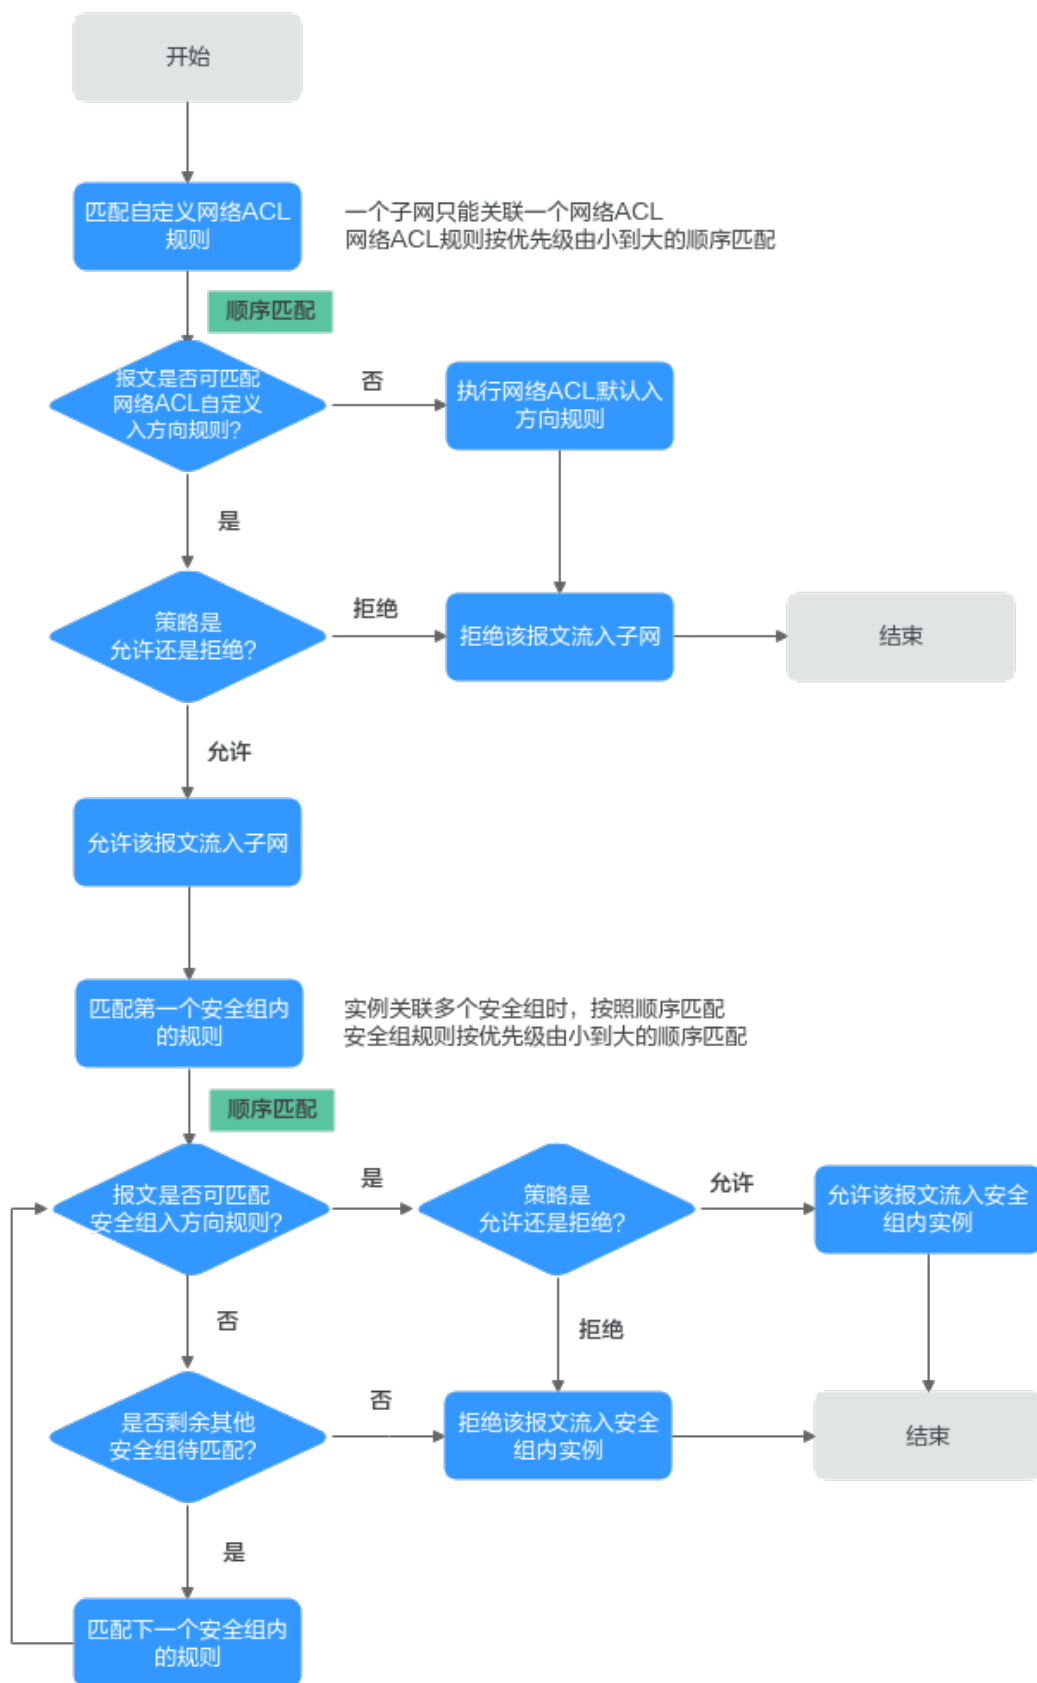 开始
匹配自定义网络ACL
规则
一个子网只能关联一个网络ACL
网络ACL规则按优先级由小到大的顺序匹配
顺序匹配
报文是否可匹配
网络ACL自定义
入方向规则?
否
执行网络ACL默认入
方向规则
是
策略是
允许还是拒绝?
拒绝
拒绝该报文流入子网
结束
允许
允许该报文流入子网
匹配第一个安全组内
的规则
实例关联多个安全组时，按照顺序匹配
安全组规则按优先级由小到大的顺序匹配
顺序匹配
报文是否可匹配
安全组入方向规则?
是
策略是
允许还是拒绝?
允许
允许该报文流入安全
组内实例
否
拒绝
是否剩余其他
安全组待匹配?
否
拒绝该报文流入安全
组内实例
结束
是
匹配下一个安全组内
的规则